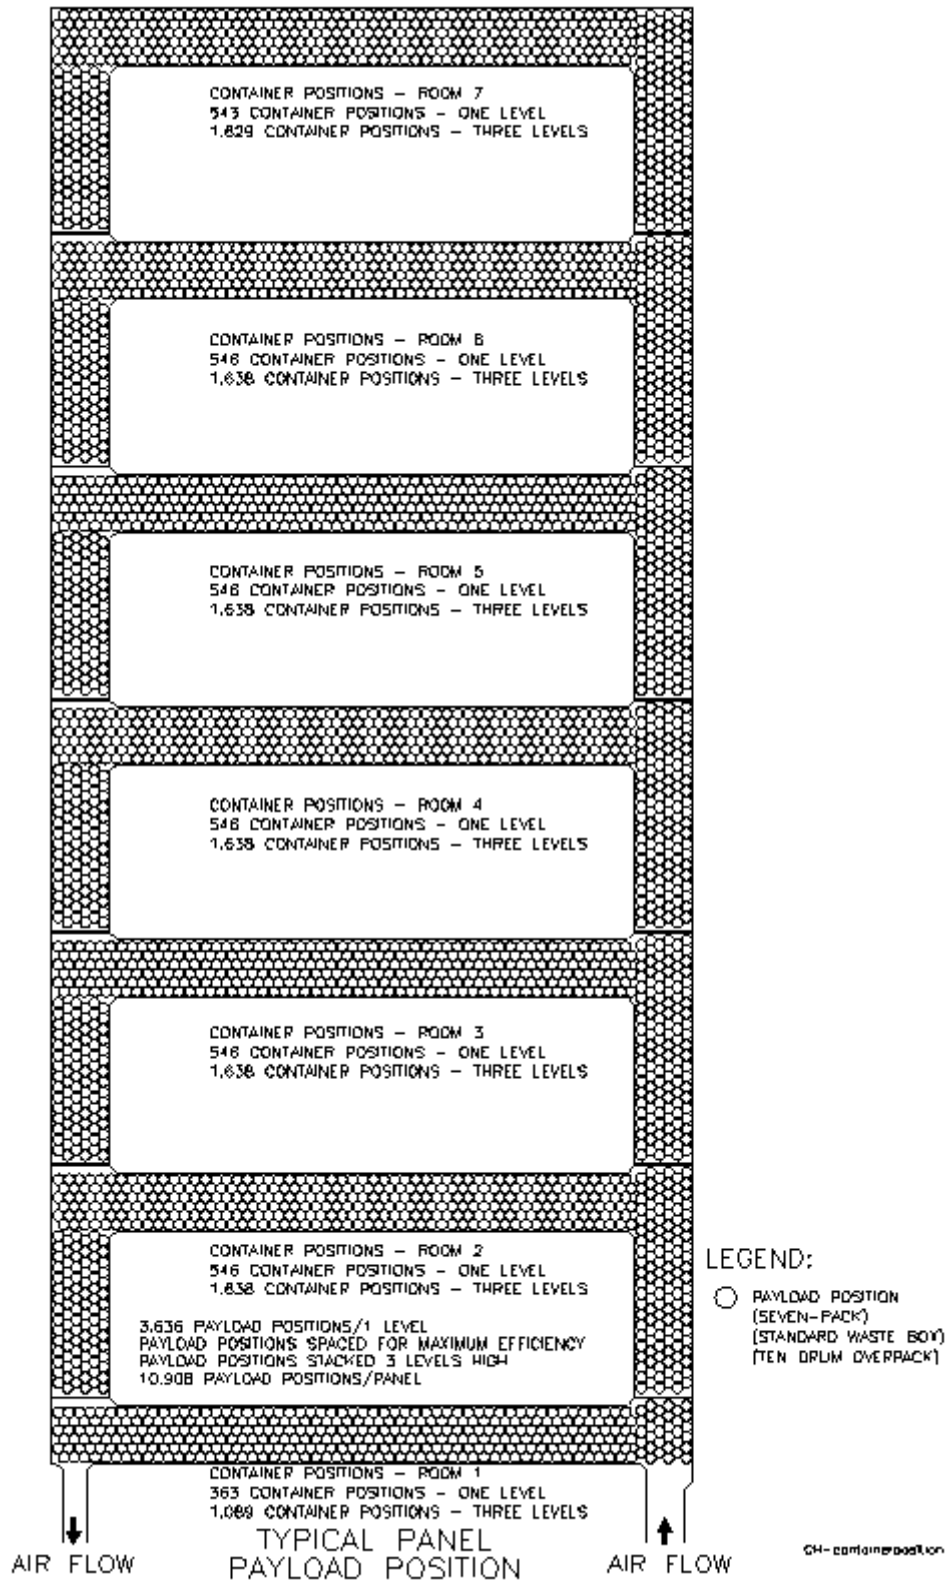 CONTAINER POSITIONS - ROOM 7
543 CONTAINER POSITIONS - ONE LEVEL
1,629 CONTAINER POSITIONS - THREE LEVELS
CONTAINER POSITIONS - ROOM 6
546 CONTAINER POSITIONS - ONE LEVEL
1,638 CONTAINER POSITIONS - THREE LEVELS
CONTAINER POSITIONS - ROOM 5
546 CONTAINER POSITIONS - ONE LEVEL
1,638 CONTAINER POSITIONS - THREE LEVELS
CONTAINER POSITIONS - ROOM 4
546 CONTAINER POSITIONS - ONE LEVEL
1,638 CONTAINER POSITIONS - THREE LEVELS
CONTAINER POSITIONS - ROOM 3
546 CONTAINER POSITIONS - ONE LEVEL
1,638 CONTAINER POSITIONS - THREE LEVELS
CONTAINER POSITIONS - ROOM 2
546 CONTAINER POSITIONS - ONE LEVEL
1,638 CONTAINER POSITIONS - THREE LEVELS
3,636 PAYLOAD POSITIONS/1 LEVEL
PAYLOAD POSITIONS SPACED FOR MAXIMUM EFFICIENCY
PAYLOAD POSITIONS STACKED 3 LEVELS HIGH
10,908 PAYLOAD POSITIONS/PANEL
LEGEND:
PAYLOAD POSITION
(SEVEN-PACK)
(STANDARD WASTE BOX)
(TEN DRUM OVERPACK)
CONTAINER POSITIONS - ROOM 1
363 CONTAINER POSITIONS - ONE LEVEL
1,089 CONTAINER POSITIONS - THREE LEVELS
TYPICAL PANEL
PAYLOAD POSITION
AIR FLOW
AIR FLOW
CH-containerposition